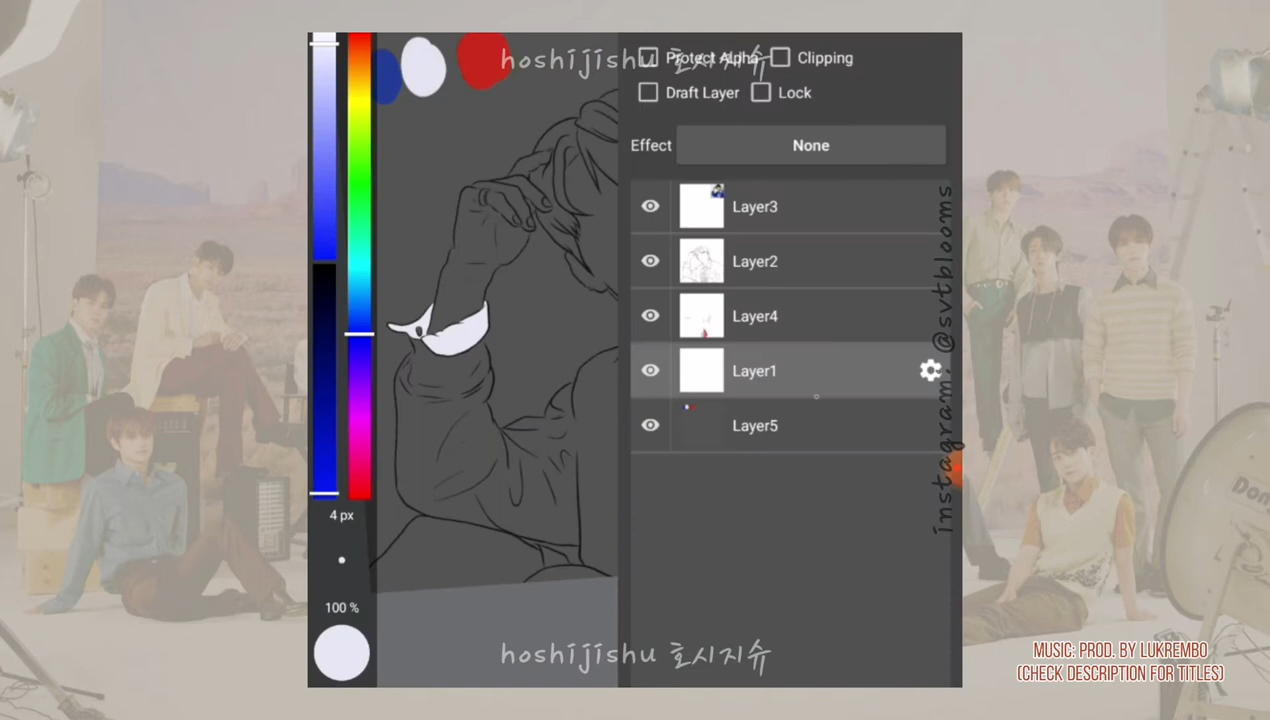 hoshijishu 호시지슈
Protect Alpha
Clipping
Draft Layer
Lock
Effect
None
Layer3
Layer2
Layer4
Layer1
Layer5
instagram: @svtblooms
4 px
100 %
hoshijishu 호시지슈
MUSIC: PROD. BY LUKREMBO
(CHECK DESCRIPTION FOR TITLES)